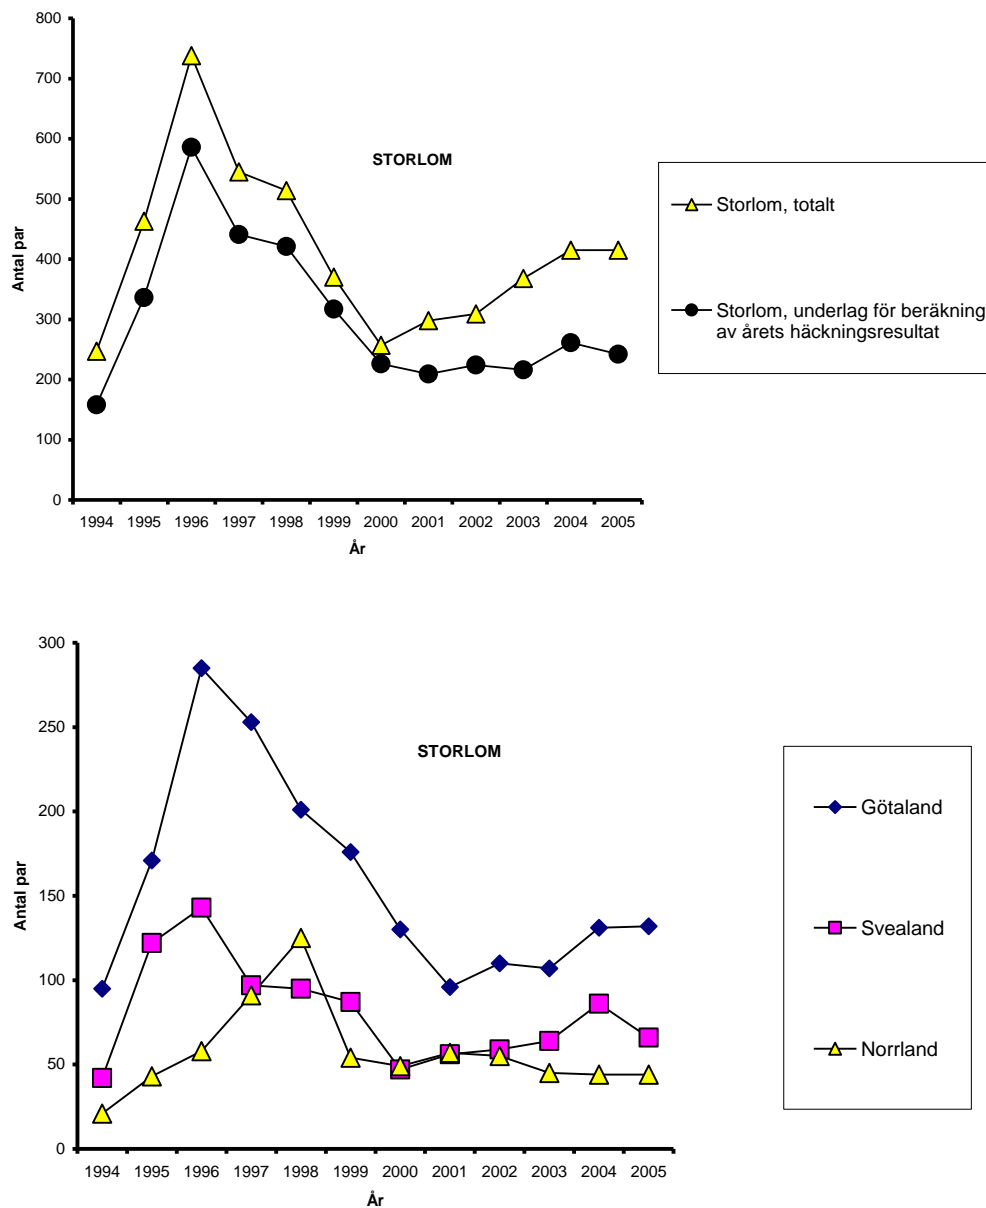 800
700
600
500
400
300
200
100
0
Antal par
STORLOM
1994 1995 1996 1997 1998 1999 2000 2001 2002 2003 2004 2005
År
Storlom, totalt
Storlom, underlag för beräkning
av årets häckningsresultat
300
250
200
150
100
50
0
Antal par
STORLOM
1994 1995 1996 1997 1998 1999 2000 2001 2002 2003 2004 2005
År
Götaland
Svealand
Norrland